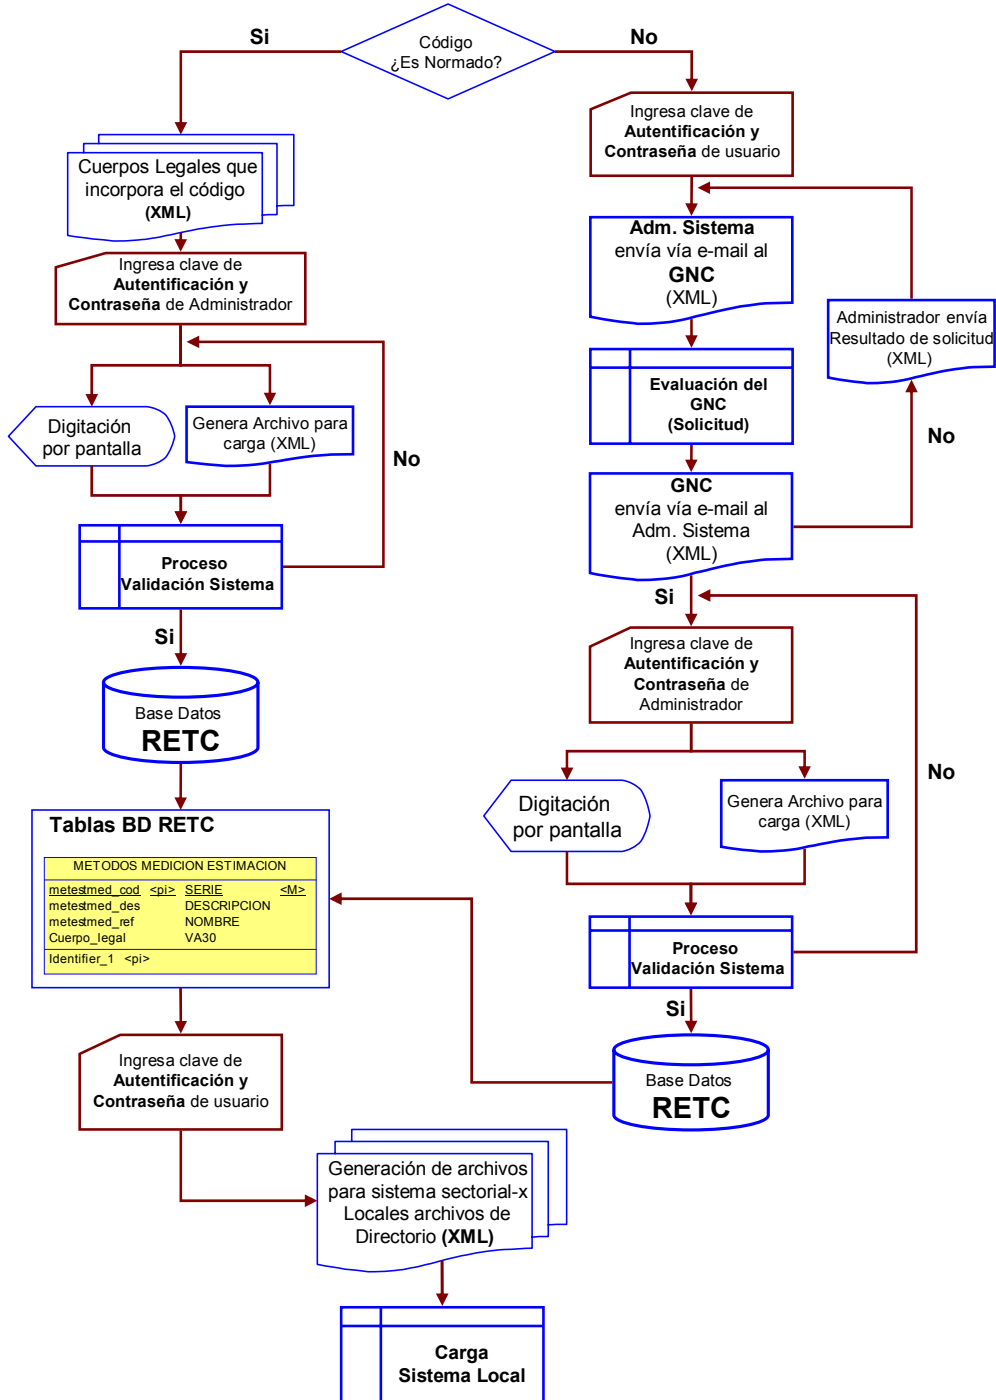 Código
¿Es Normado?
Si
No
Cuerpos Legales que
incorpora el código
(XML)
Ingresa clave de
Autentificación y
Contraseña de Administrador
Digitación
por pantalla
Genera Archivo para
carga (XML)
No
Proceso
Validación Sistema
Si
Base Datos
RETC
Tablas BD RETC
METODOS MEDICION ESTIMACION
metestmed_cod <pi> SERIE <M>
metestmed_des DESCRIPCION
metestmed_ref NOMBRE
Cuerpo_legal VA30
Identifier_1 <pi>
Ingresa clave de
Autentificación y
Contraseña de usuario
Generación de archivos
para sistema sectorial-x
Locales archivos de
Directorio (XML)
Carga
Sistema Local
Ingresa clave de
Autentificación y
Contraseña de usuario
Adm. Sistema
envía vía e-mail al
GNC
(XML)
Administrador envía
Resultado de solicitud
(XML)
Evaluación del
GNC
(Solicitud)
No
GNC
envía vía e-mail al
Adm. Sistema
(XML)
Si
Ingresa clave de
Autentificación y
Contraseña de
Administrador
Digitación
por pantalla
Genera Archivo para
carga (XML)
No
Proceso
Validación Sistema
Si
Base Datos
RETC